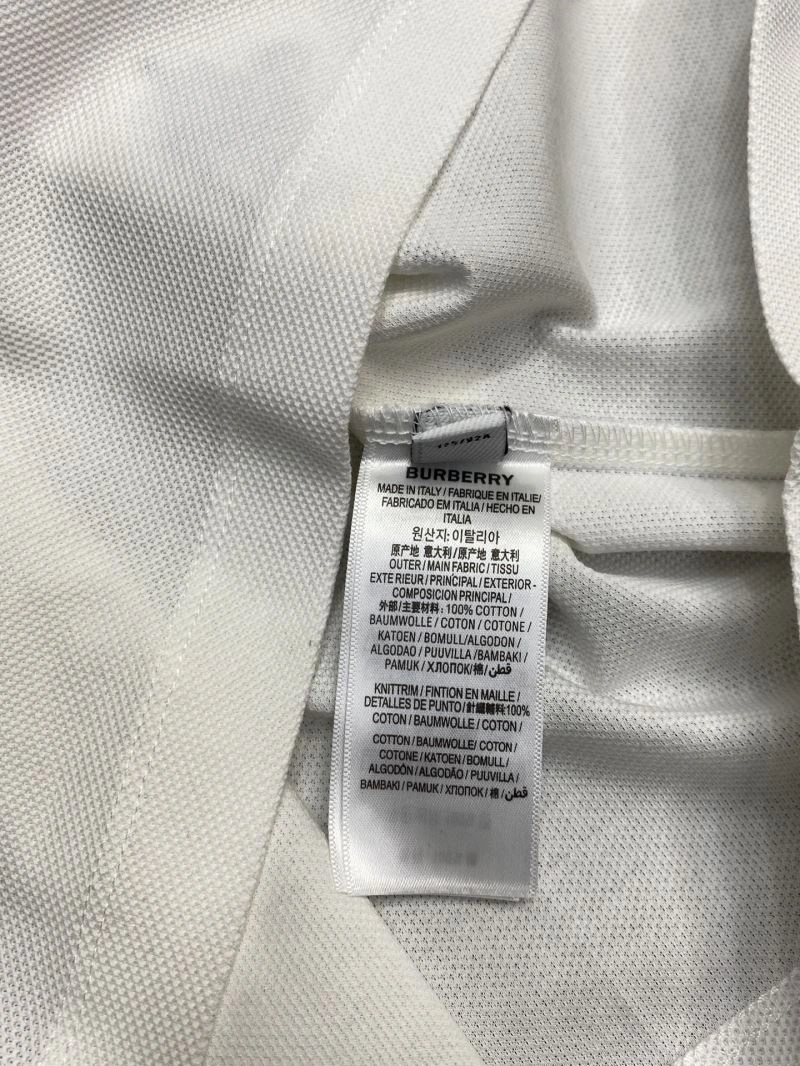 BURBERRY
MADE IN ITALY / FABRIQUE EN ITALIE/
FABRICADO EM ITALIA / HECHO EN
ITALIA
원산지: 이탈리아
原产地 意大利/原産地 意大利
OUTER / MAIN FABRIC / TISSU
EXTE RIEUR / PRINCIPAL / EXTERIOR-
COMPOSICION PRINCIPAL /
外部/主要材料: 100% COTTON /
BAUMWOLLE / COTON / COTONE /
KATOEN / BOMULL/ALGODON /
ALGODAO / PUUVILLA /BAMBAKI /
PAMUK / ХЛОПОК/棉/قطن
KNITTRIM / FINTION EN MAILLE /
DETALLES DE PUNTO / 針織輔料:100%
COTON / BAUMWOLLE / COTON /
COTTON / BAUMWOLLE/ COTON /
COTONE / KATOEN / BOMULL /
ALGODÓN / ALGODÃO / PUUVILLA /
BAMBAKI / PAMUK / ХЛОПОК / 棉 /قطن